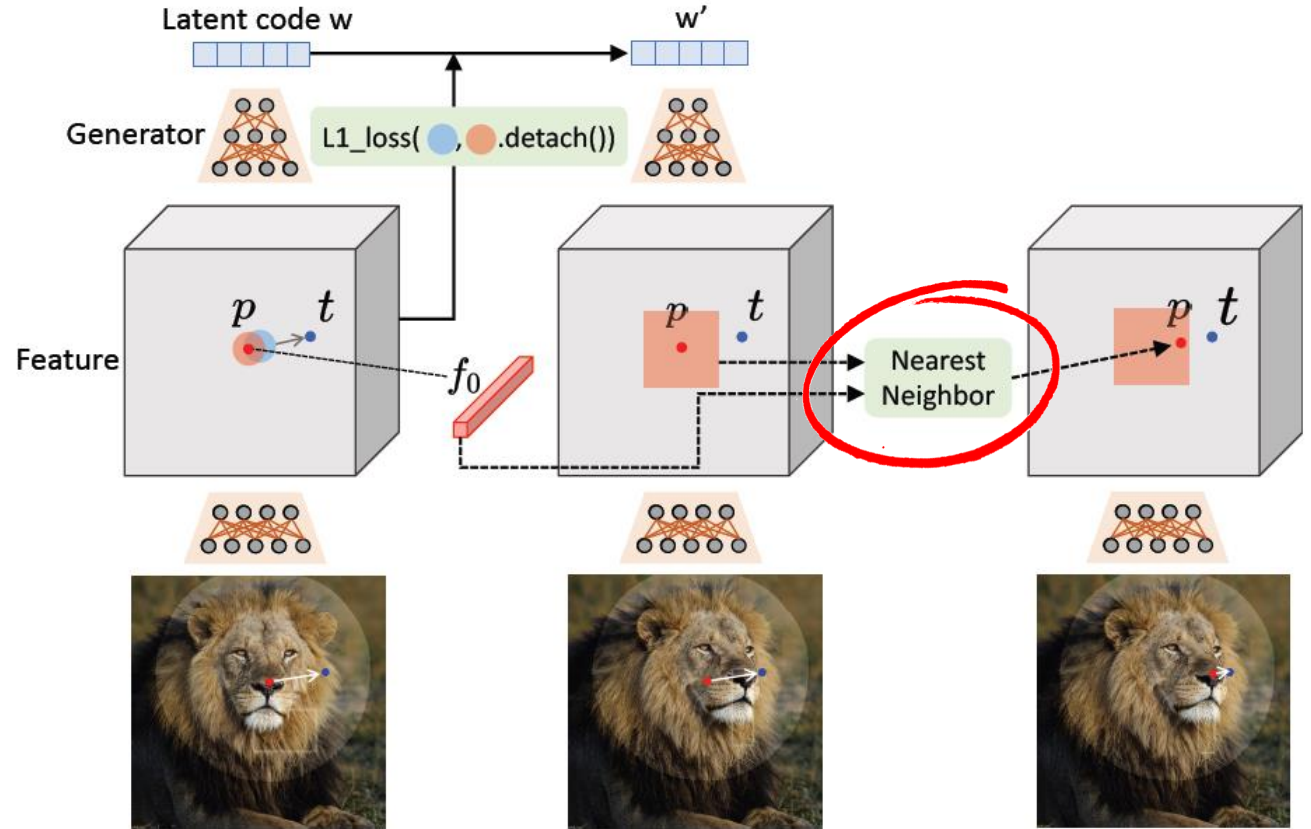 Latent code w
w'
Generator
L1_loss( , .detach())
p
t
p
t
p
t
Feature
f0
Nearest
Neighbor